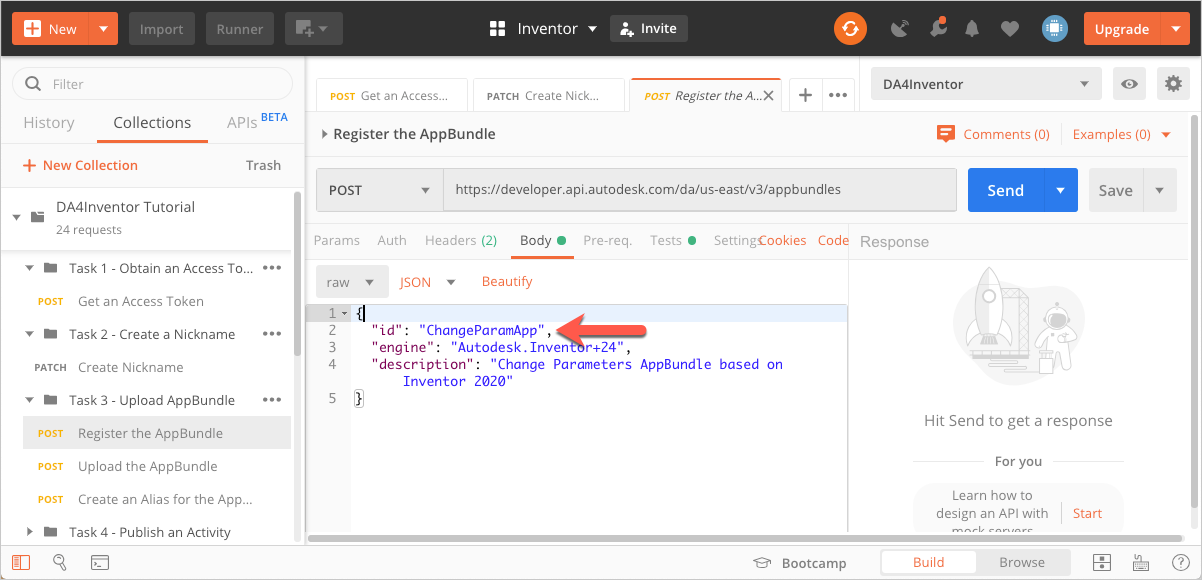 New
Import
Runner
Inventor
Invite
Upgrade
Filter
History
Collections
APIs BETA
New Collection
Trash
DA4Inventor Tutorial
24 requests
Task 1 - Obtain an Access To...
POST Get an Access Token
Task 2 - Create a Nickname
PATCH Create Nickname
Task 3 - Upload AppBundle
POST Register the AppBundle
POST Upload the AppBundle
POST Create an Alias for the App...
Task 4 - Publish an Activity
POST Get an Access...
PATCH Create Nick...
POST Register the A...
DA4Inventor
Register the AppBundle
Comments (0)
Examples (0)
POST
https://developer.api.autodesk.com/da/us-east/v3/appbundles
Send
Save
Params
Auth
Headers (2)
Body
Pre-req.
Tests
Settings
Cookies
Code
raw
JSON
Beautify
1 {
2 "id": "ChangeParamApp",
3 "engine": "Autodesk.Inventor+24",
4 "description": "Change Parameters AppBundle based on
Inventor 2020"
5 }
Response
Hit Send to get a response
For you
Learn how to
design an API with
mock servers
Start
Bootcamp
Build
Browse